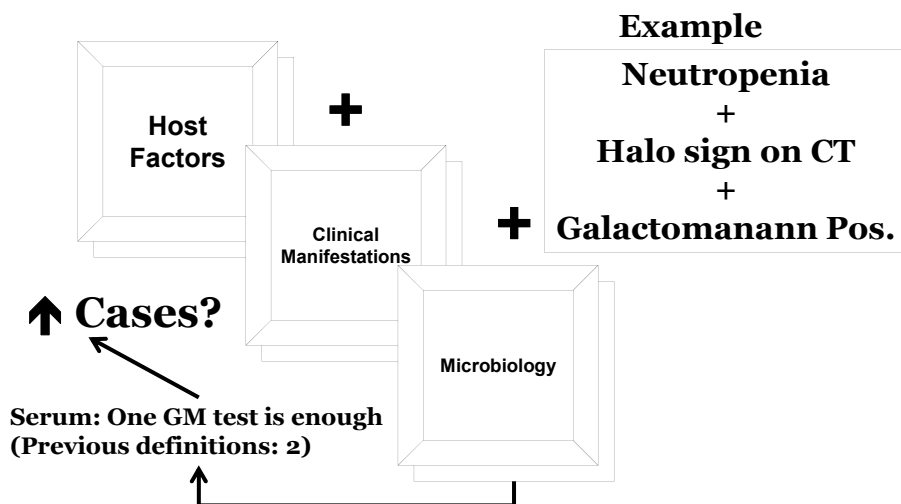 Example
Host
Factors
+
Clinical
Manifestations
+
Microbiology
Neutropenia
+
Halo sign on CT
+
Galactomanann Pos.
Cases?
Serum: One GM test is enough
(Previous definitions: 2)